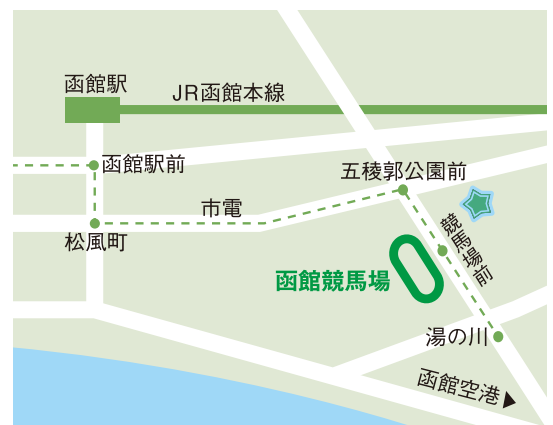 函館駅
JR函館本線
函館駅前
五稜郭公園前
市電
松風町
競馬場前
函館競馬場
湯の川
函館空港